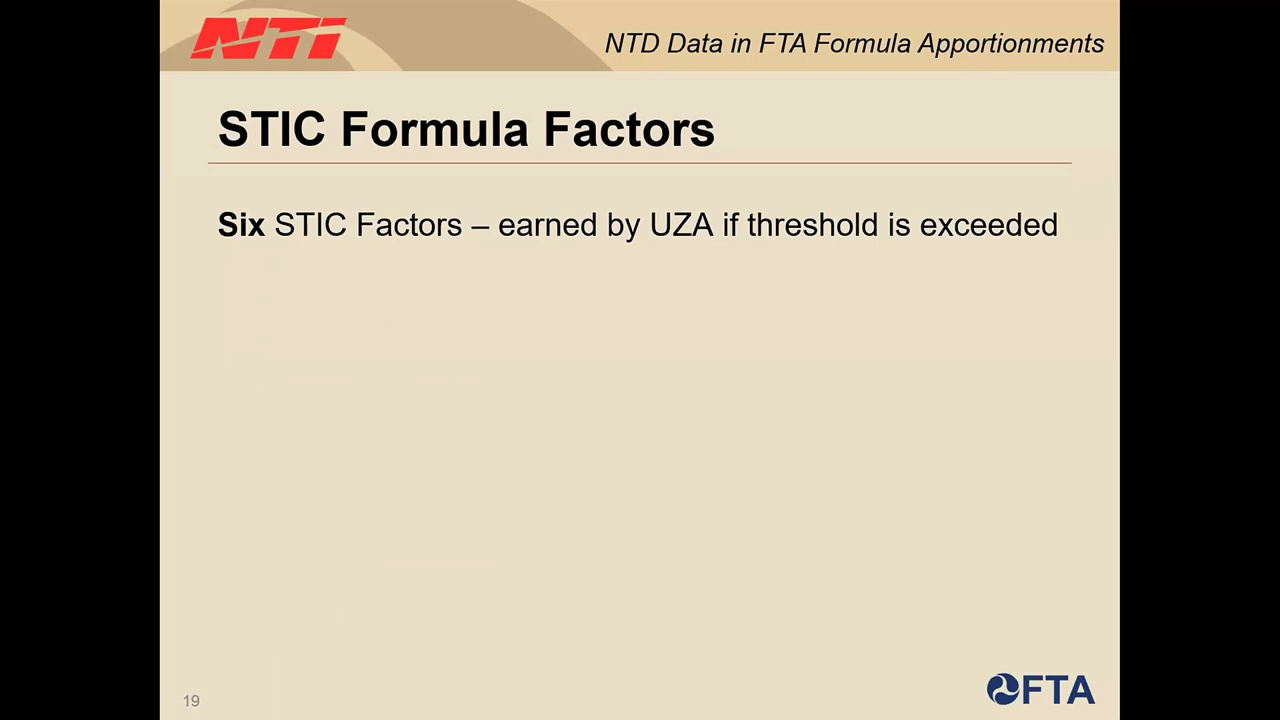 NTI
NTD Data in FTA Formula Apportionments
STIC Formula Factors
Six STIC Factors – earned by UZA if threshold is exceeded
19
FTA